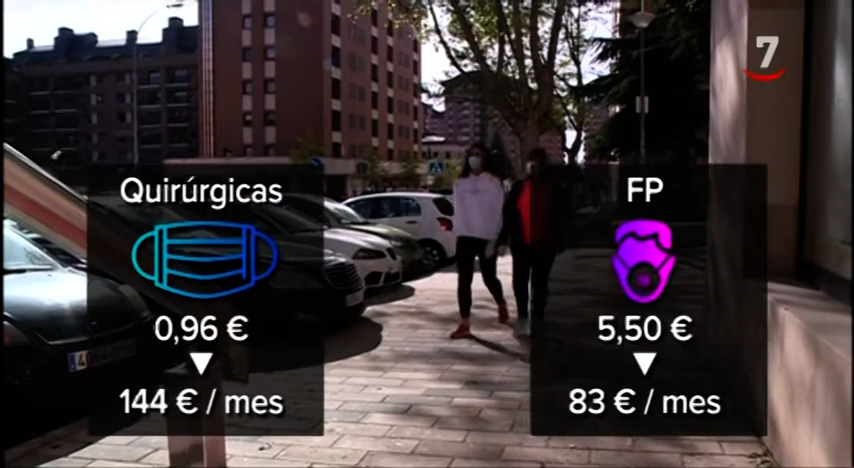 7
Quirúrgicas
0,96 €
144 € / mes
FP
5,50 €
83 € / mes